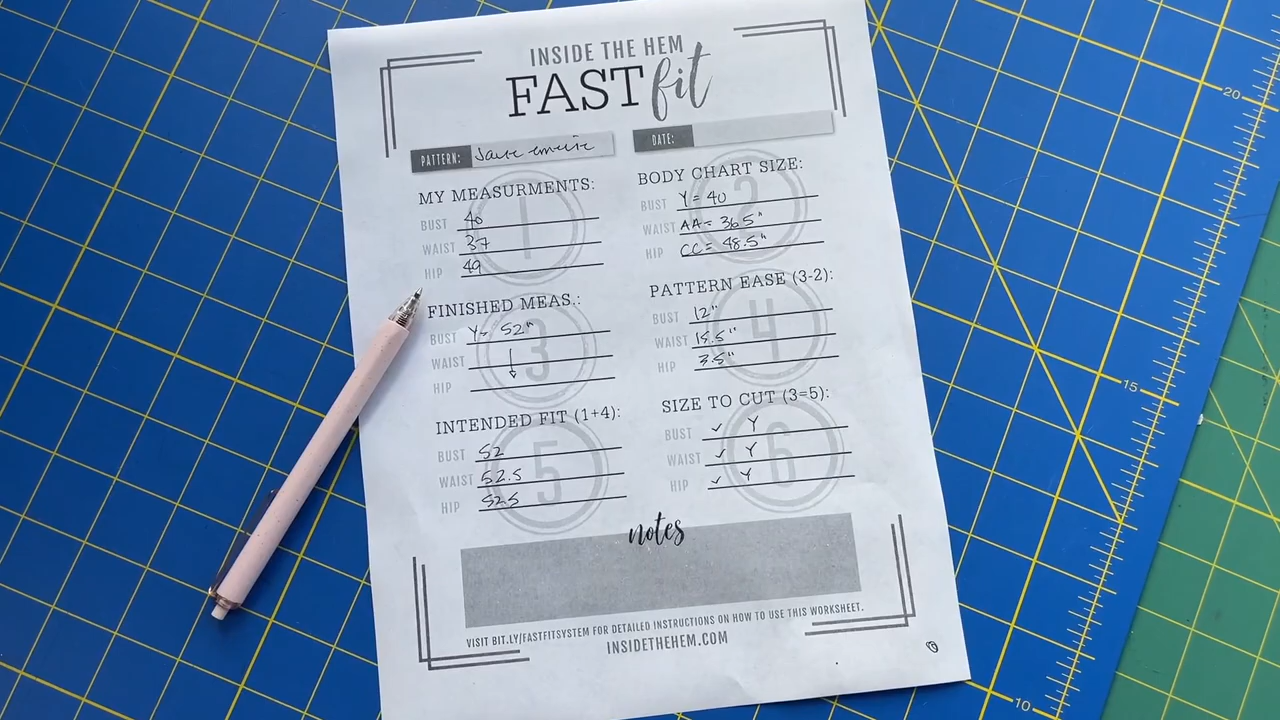 INSIDE THE HEM
FAST fit
PATTERN:
DATE:
MY MEASURMENTS:
BUST 40
WAIST 37
HIP 49
BODY CHART SIZE:
BUST Y = 40
WAIST AA = 36.5"
HIP CC = 48.5"
FINISHED MEAS.:
BUST Y = 52"
WAIST
HIP
3
PATTERN EASE (3-2):
BUST 12"
WAIST 15.5"
HIP 3.5"
4
INTENDED FIT (1+4):
BUST 52
WAIST 52.5
HIP 52.5
5
SIZE TO CUT (3=5):
BUST ✓ Y
WAIST ✓ Y
HIP ✓ Y
6
notes
VISIT BIT.LY/FASTFITSYSTEM FOR DETAILED INSTRUCTIONS ON HOW TO USE THIS WORKSHEET.
INSIDETHEHEM.COM
20
15
10